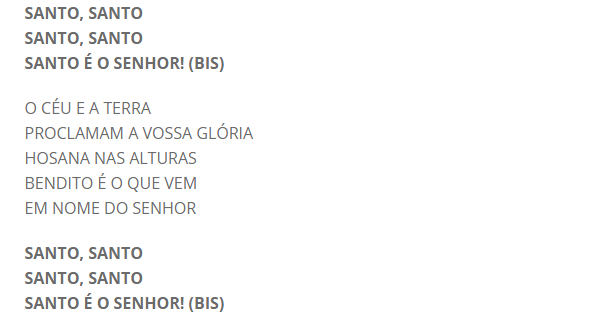 SANTO, SANTO
SANTO, SANTO
SANTO É O SENHOR! (BIS)
O CÉU E A TERRA
PROCLAMAM A VOSSA GLÓRIA
HOSANA NAS ALTURAS
BENDITO É O QUE VEM
EM NOME DO SENHOR
SANTO, SANTO
SANTO, SANTO
SANTO É O SENHOR! (BIS)